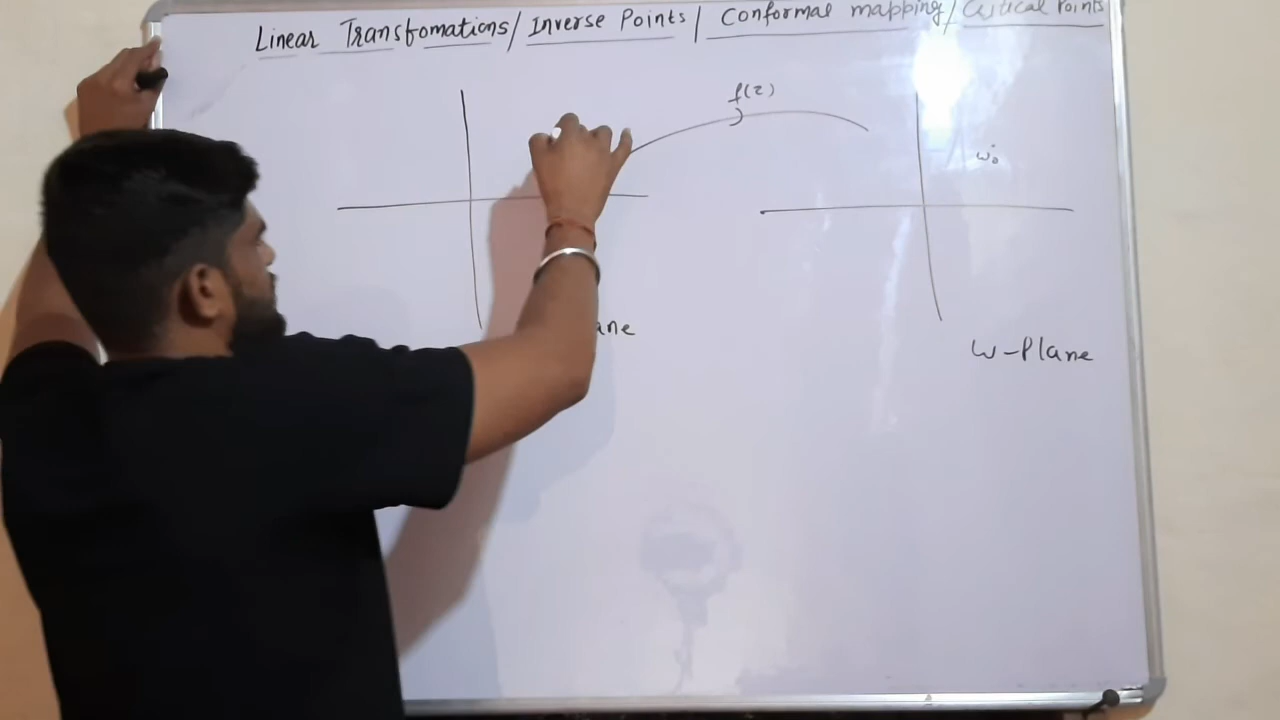 Linear Transfomations / Inverse Points / Conformal mapping / Critical Points
f(z)
w₀
ane
w-Plane